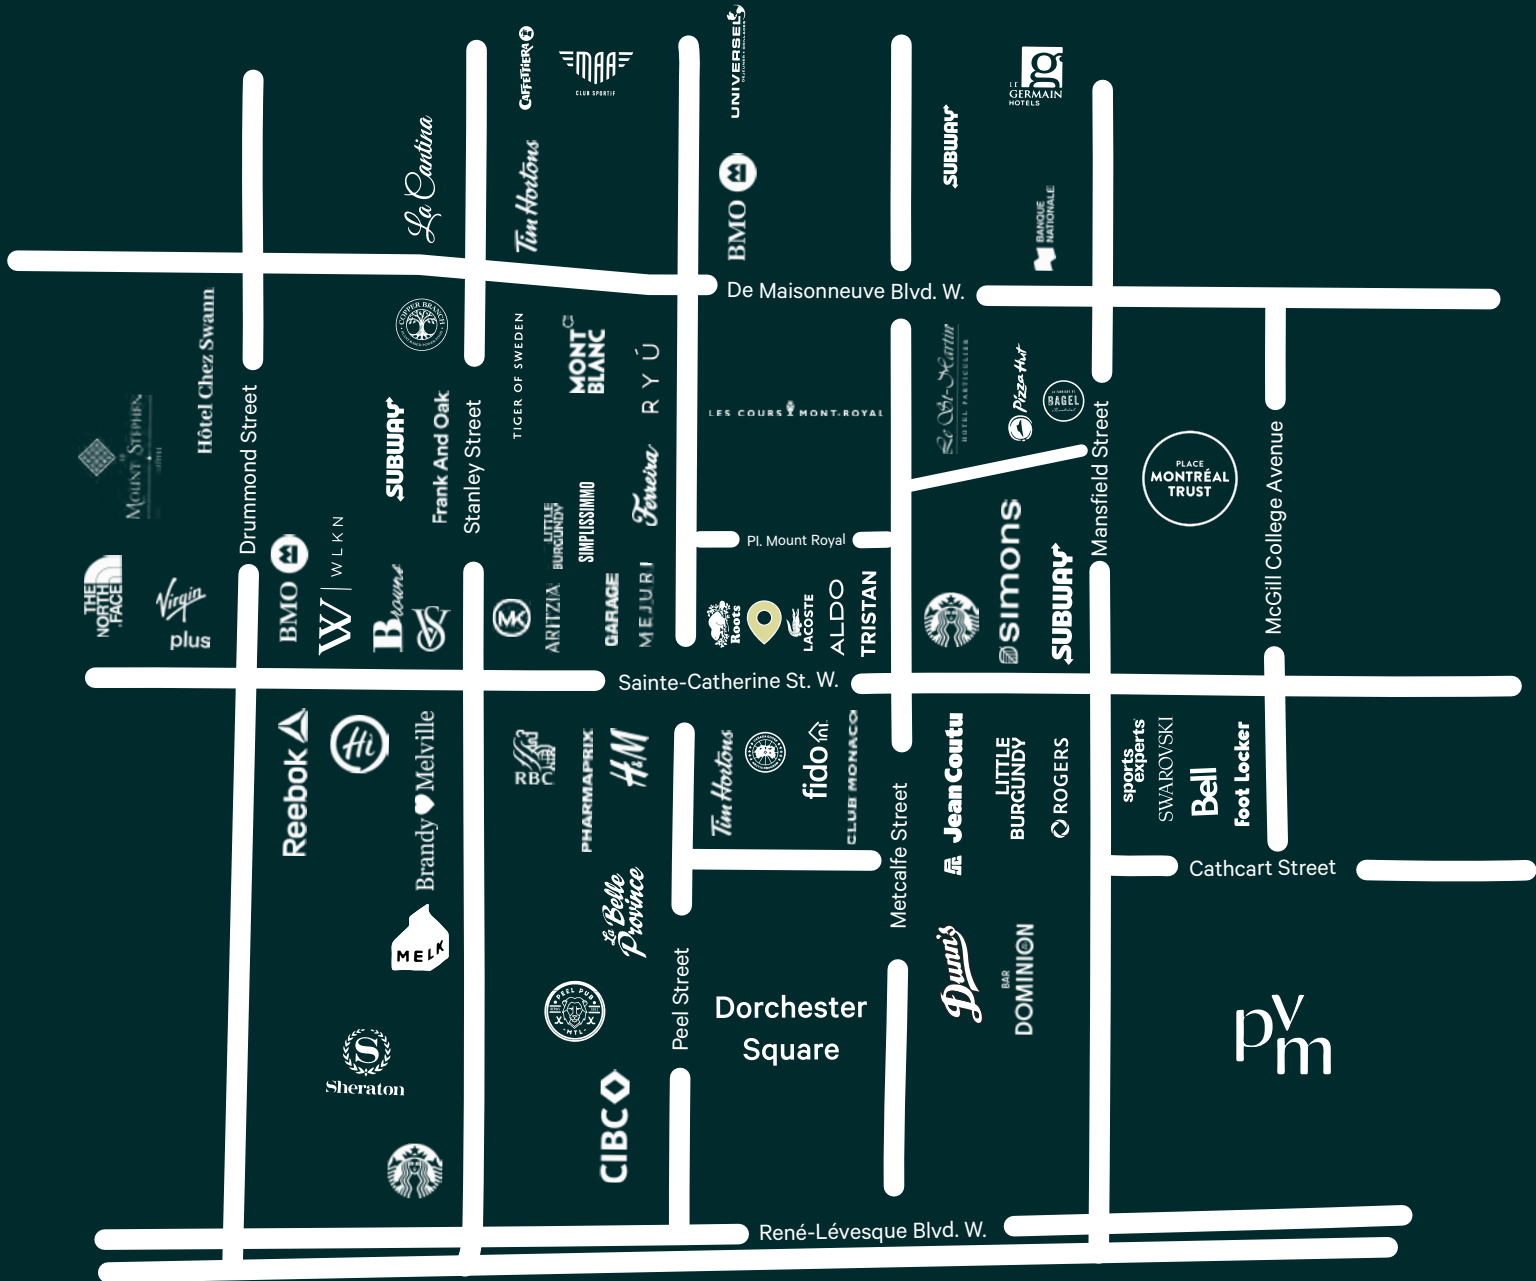 CAFFETTIERA
MAA
CLUB SPORTIF
UNIVERSEL
LE
GERMAIN
HOTELS
La Cantina
Tim Hortons
BMO
SUBWAY
BANQUE
NATIONALE
De Maisonneuve Blvd. W.
Hôtel Chez Swann
COPPER BRANCH
TIGER OF SWEDEN
MONT
BLANC
RYÚ
LES COURS MONT-ROYAL
Le St-Martin
HOTEL PARTICULIER
Pizza Hut
BAGEL
MOUNT STEPHEN
Drummond Street
SUBWAY
Frank And Oak
Stanley Street
Ferreira
LITTLE
BURGUNDY
SIMPLISSIMMO
Pl. Mount Royal
Mansfield Street
PLACE
MONTRÉAL
TRUST
McGill College Avenue
THE
NORTH
FACE
Virgin
plus
BMO
W
WLKN
Browns
MK
ARITZIA
GARAGE
MEJURI
Roots
LACOSTE
ALDO
TRISTAN
simons
SUBWAY
Sainte-Catherine St. W.
Reebok
Hi
Brandy Melville
RBC
PHARMAPRIX
H&M
Tim Hortons
fido
CLUB MONACO
Jean Coutu
PJC
LITTLE
BURGUNDY
ROGERS
sports
experts
SWAROVSKI
Bell
Foot Locker
Metcalfe Street
Cathcart Street
La Belle
Province
MELK
Dunn's
BAR
DOMINION
PEEL PUB
MTL
Peel Street
Dorchester
Square
pvm
S
Sheraton
CIBC
René-Lévesque Blvd. W.